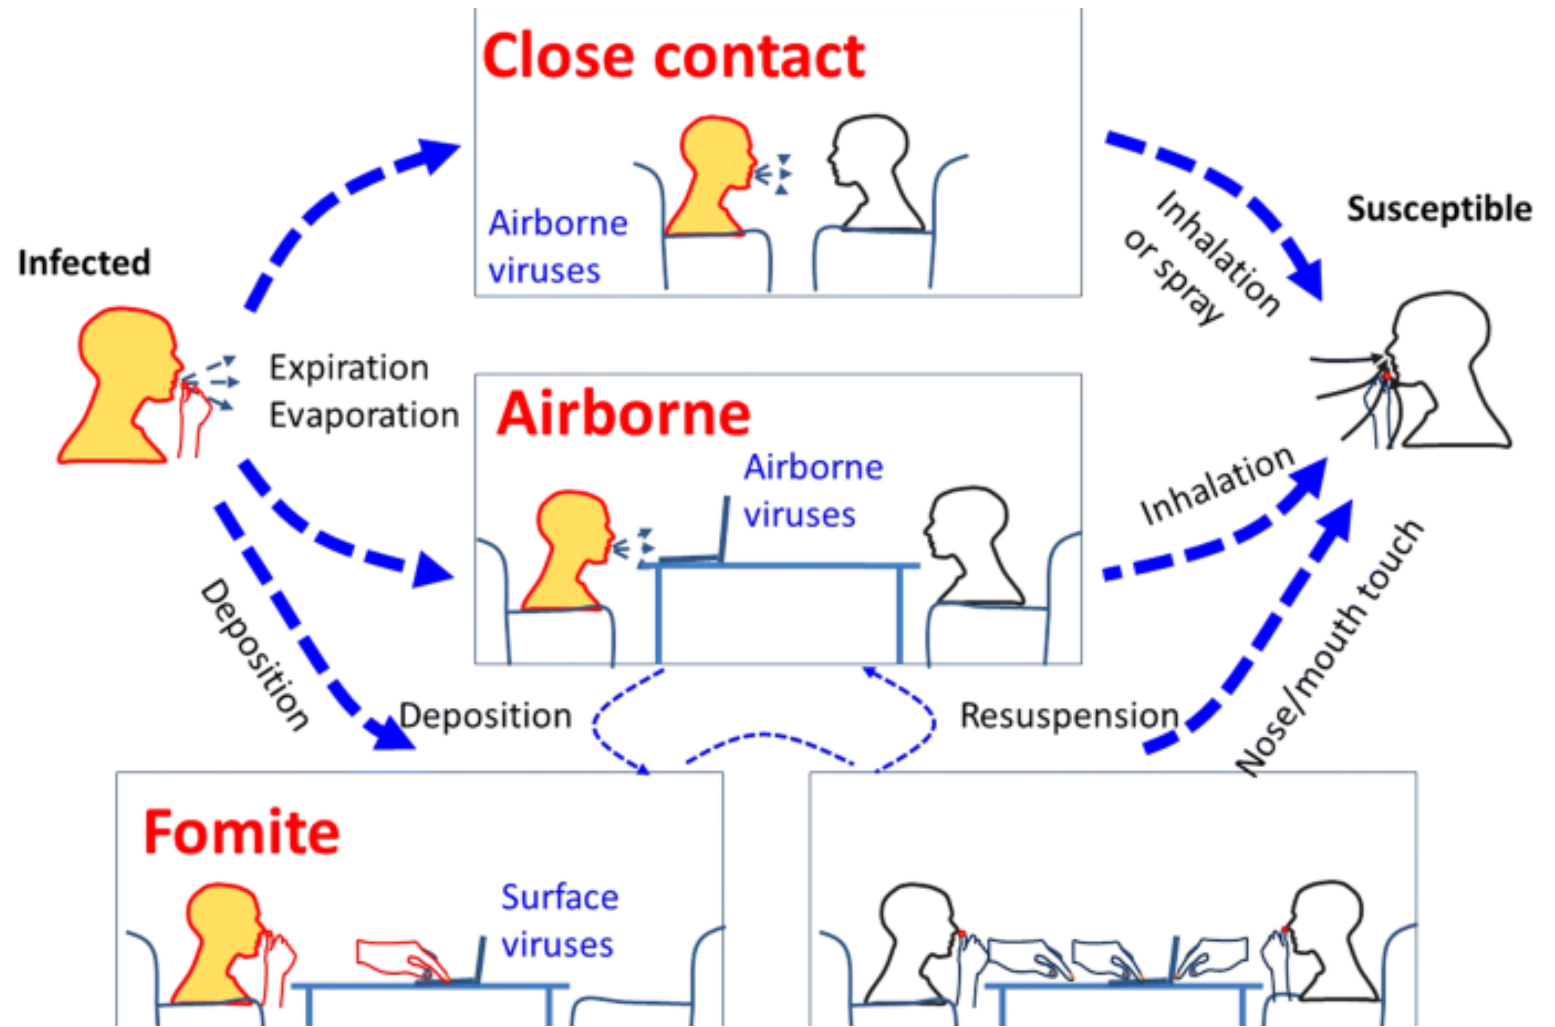 Close contact
Airborne
viruses
Inhalation
or spray
Susceptible
Infected
Expiration
Evaporation
Airborne
Airborne
viruses
Inhalation
Deposition
Deposition
Resuspension
Nose/mouth touch
Fomite
Surface
viruses